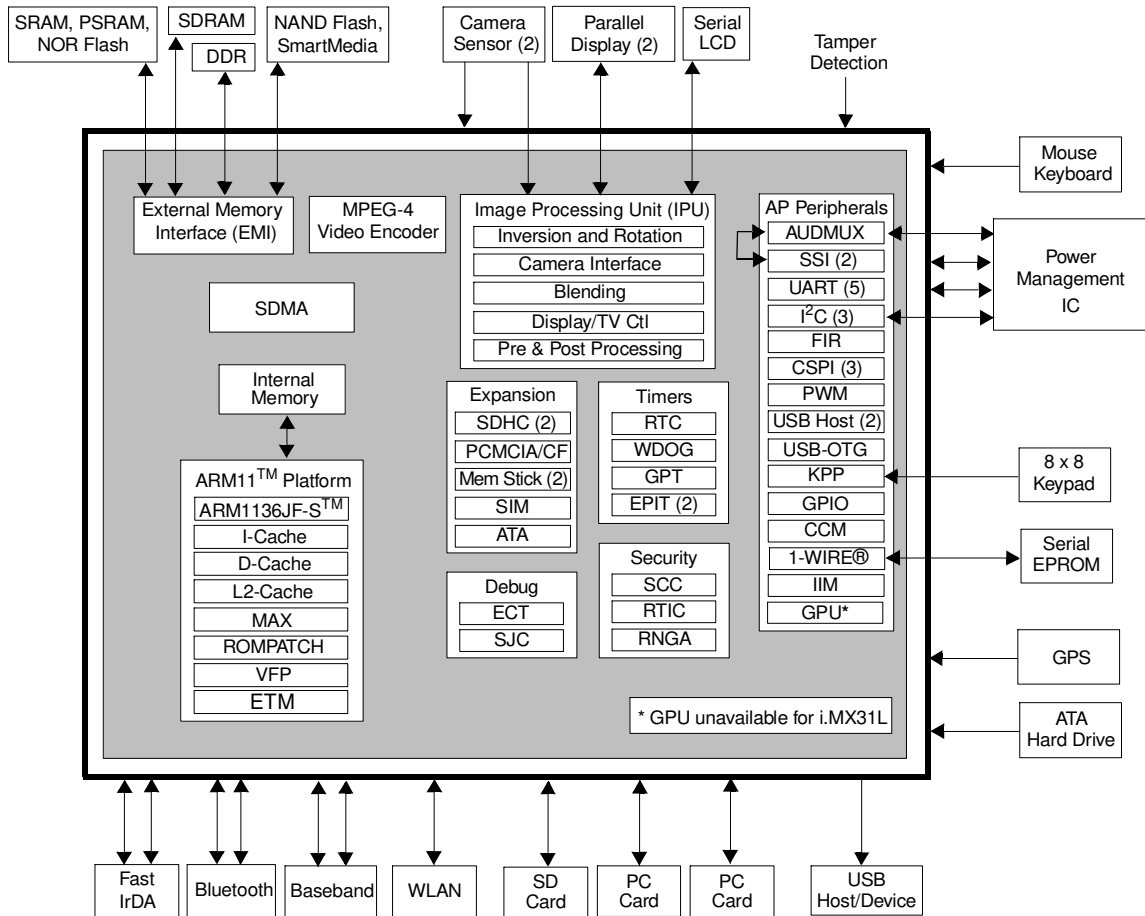 SRAM, PSRAM,
NOR Flash
SDRAM
DDR
NAND Flash,
SmartMedia
Camera
Sensor (2)
Parallel
Display (2)
Serial
LCD
Tamper
Detection
External Memory
Interface (EMI)
MPEG-4
Video Encoder
SDMA
Internal
Memory
ARM11™ Platform
ARM1136JF-S™
I-Cache
D-Cache
L2-Cache
MAX
ROMPATCH
VFP
ETM
Image Processing Unit (IPU)
Inversion and Rotation
Camera Interface
Blending
Display/TV Ctl
Pre & Post Processing
Expansion
SDHC (2)
PCMCIA/CF
Mem Stick (2)
SIM
ATA
Timers
RTC
WDOG
GPT
EPIT (2)
Debug
ECT
SJC
Security
SCC
RTIC
RNGA
AP Peripherals
AUDMUX
SSI (2)
UART (5)
I²C (3)
FIR
CSPI (3)
PWM
USB Host (2)
USB-OTG
KPP
GPIO
CCM
1-WIRE®
IIM
GPU*
* GPU unavailable for i.MX31L
Mouse
Keyboard
Power
Management
IC
8 x 8
Keypad
Serial
EPROM
GPS
ATA
Hard Drive
Fast
IrDA
Bluetooth
Baseband
WLAN
SD
Card
PC
Card
PC
Card
USB
Host/Device